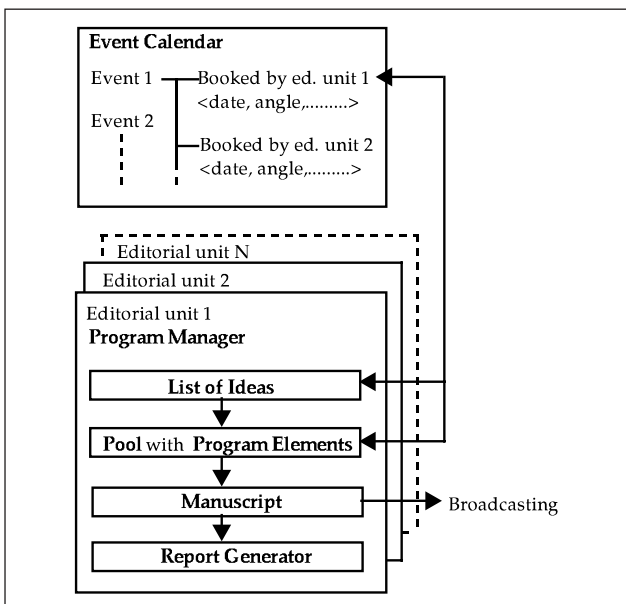 Event Calendar
Event 1
Booked by ed. unit 1
<date, angle,.........>
Event 2
Booked by ed. unit 2
<date, angle,.........>
Editorial unit N
Editorial unit 2
Editorial unit 1
Program Manager
List of Ideas
Pool with Program Elements
Manuscript
Broadcasting
Report Generator